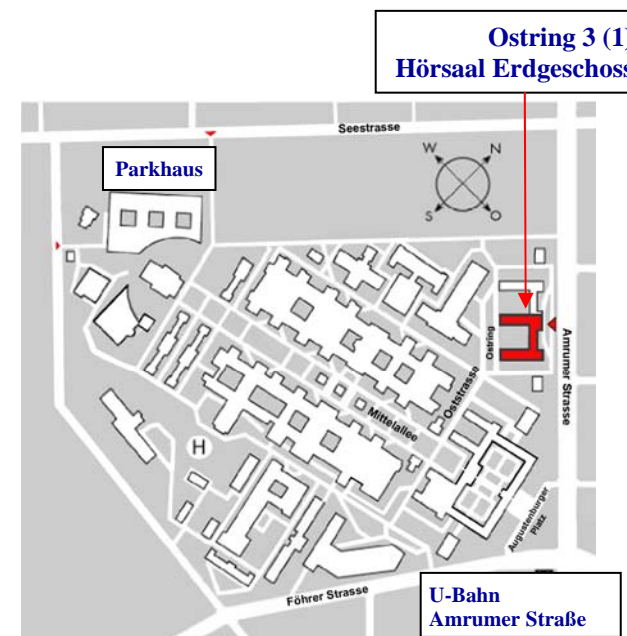 Ostring 3 (1)
Hörsaal Erdgeschoss
Seestrasse
Parkhaus
W
N
S
O
Ostring
Amrumer Strasse
Oststrasse
Mittelallee
H
Augustenburger
Platz
Föhrer Strasse
U-Bahn
Amrumer Straße